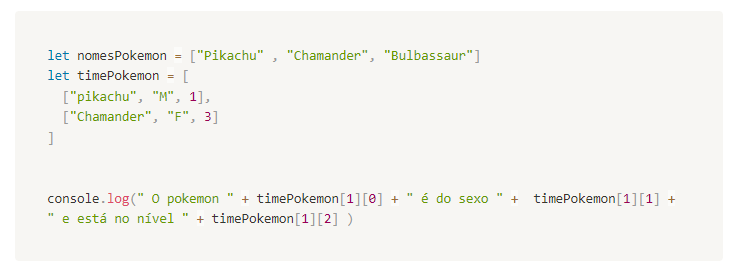 let nomesPokemon = ["Pikachu" , "Chamander", "Bulbassaur"]
let timePokemon = [
["pikachu", "M", 1],
["Chamander", "F", 3]
]
console.log(" O pokemon " + timePokemon[1][0] + " é do sexo " +  timePokemon[1][1] +
" e está no nível " + timePokemon[1][2] )